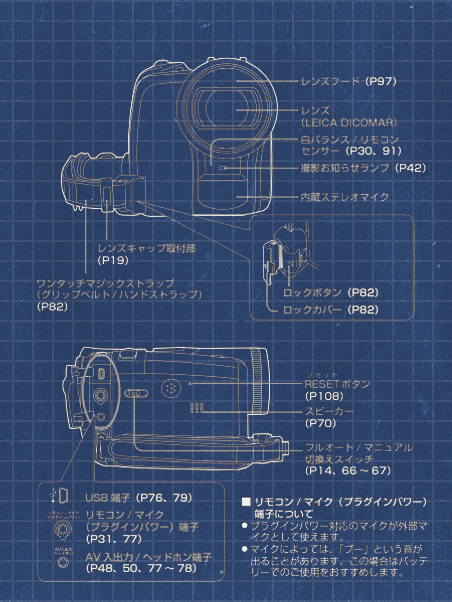 レンズフード (P97)
レンズ
(LEICA DICOMAR)
白バランス / リモコン
センサー (P30、91)
撮影お知らせランプ (P42)
内蔵ステレオマイク
レンズキャップ取付部
(P19)
ワンタッチマジックストラップ
(グリップベルト / ハンドストラップ)
(P82)
ロックボタン (P82)
ロックカバー (P82)
リセット
RESETボタン
(P108)
スピーカー
(P70)
フルオート / マニュアル
切換えスイッチ
(P14、66～67)
USB 端子 (P76、79)
リモコン / マイク
(プラグインパワー) 端子
(P31、77)
AV 入出力 / ヘッドホン端子
(P48、50、77～78)
■ リモコン / マイク (プラグインパワー)
端子について
● プラグインパワー対応のマイクが外部マ
イクとして使えます。
● マイクによっては、「ブー」という音が
出ることがあります。この場合はバッテ
リーでのご使用をおすすめします。